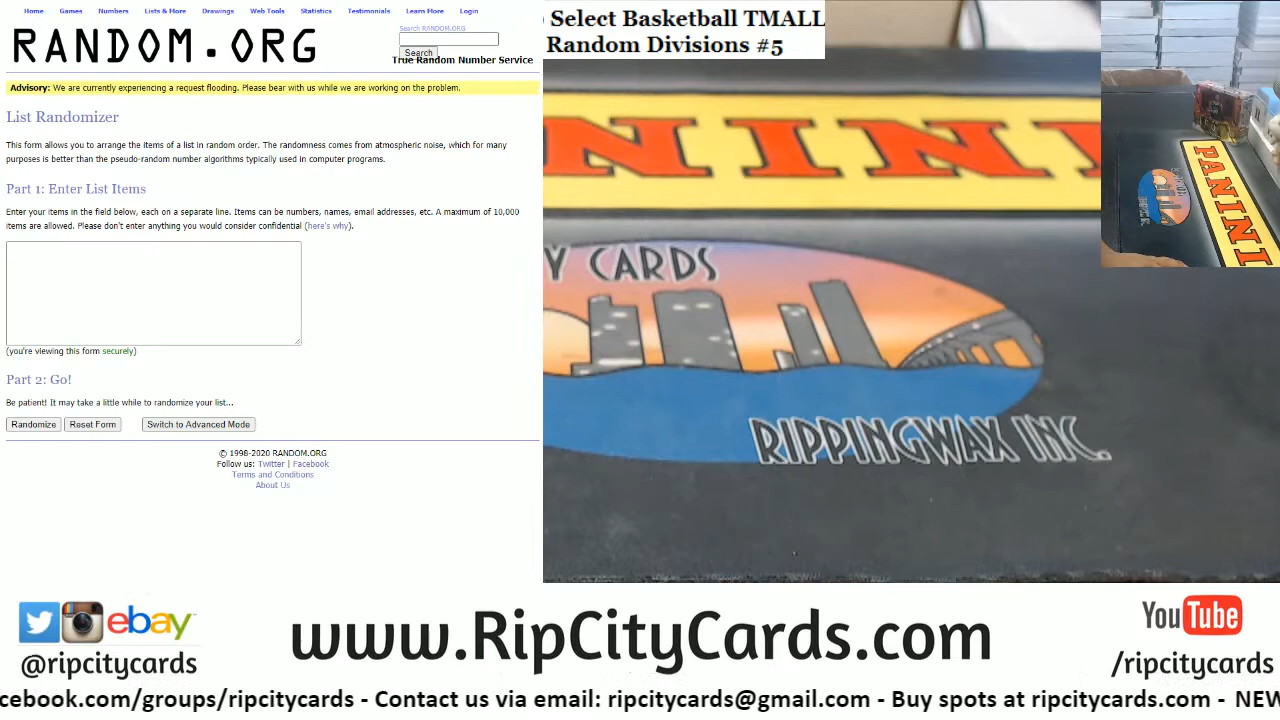 Home Games Numbers Lists & More Drawings Web Tools Statistics Testimonials Learn More Login
RANDOM.ORG
Search RANDOM.ORG
Search
True Random Number Service
Advisory: We are currently experiencing a request flooding. Please bear with us while we are working on the problem.
List Randomizer
This form allows you to arrange the items of a list in random order. The randomness comes from atmospheric noise, which for many
purposes is better than the pseudo-random number algorithms typically used in computer programs.
Part 1: Enter List Items
Enter your items in the field below, each on a separate line. Items can be numbers, names, email addresses, etc. A maximum of 10,000
items are allowed. Please don't enter anything you would consider confidential (here's why).
(you're viewing this form securely)
Part 2: Go!
Be patient! It may take a little while to randomize your list...
Randomize Reset Form Switch to Advanced Mode
© 1998-2020 RANDOM.ORG
Follow us: Twitter | Facebook
Terms and Conditions
About Us
Select Basketball TMALL
Random Divisions #5
NINI
Y CARDS
RIPPINGWAX INC.
PANINI
ebay
@ripcitycards
www.RipCityCards.com
YouTube
/ripcitycards
cebook.com/groups/ripcitycards - Contact us via email: ripcitycards@gmail.com - Buy spots at ripcitycards.com - NEW